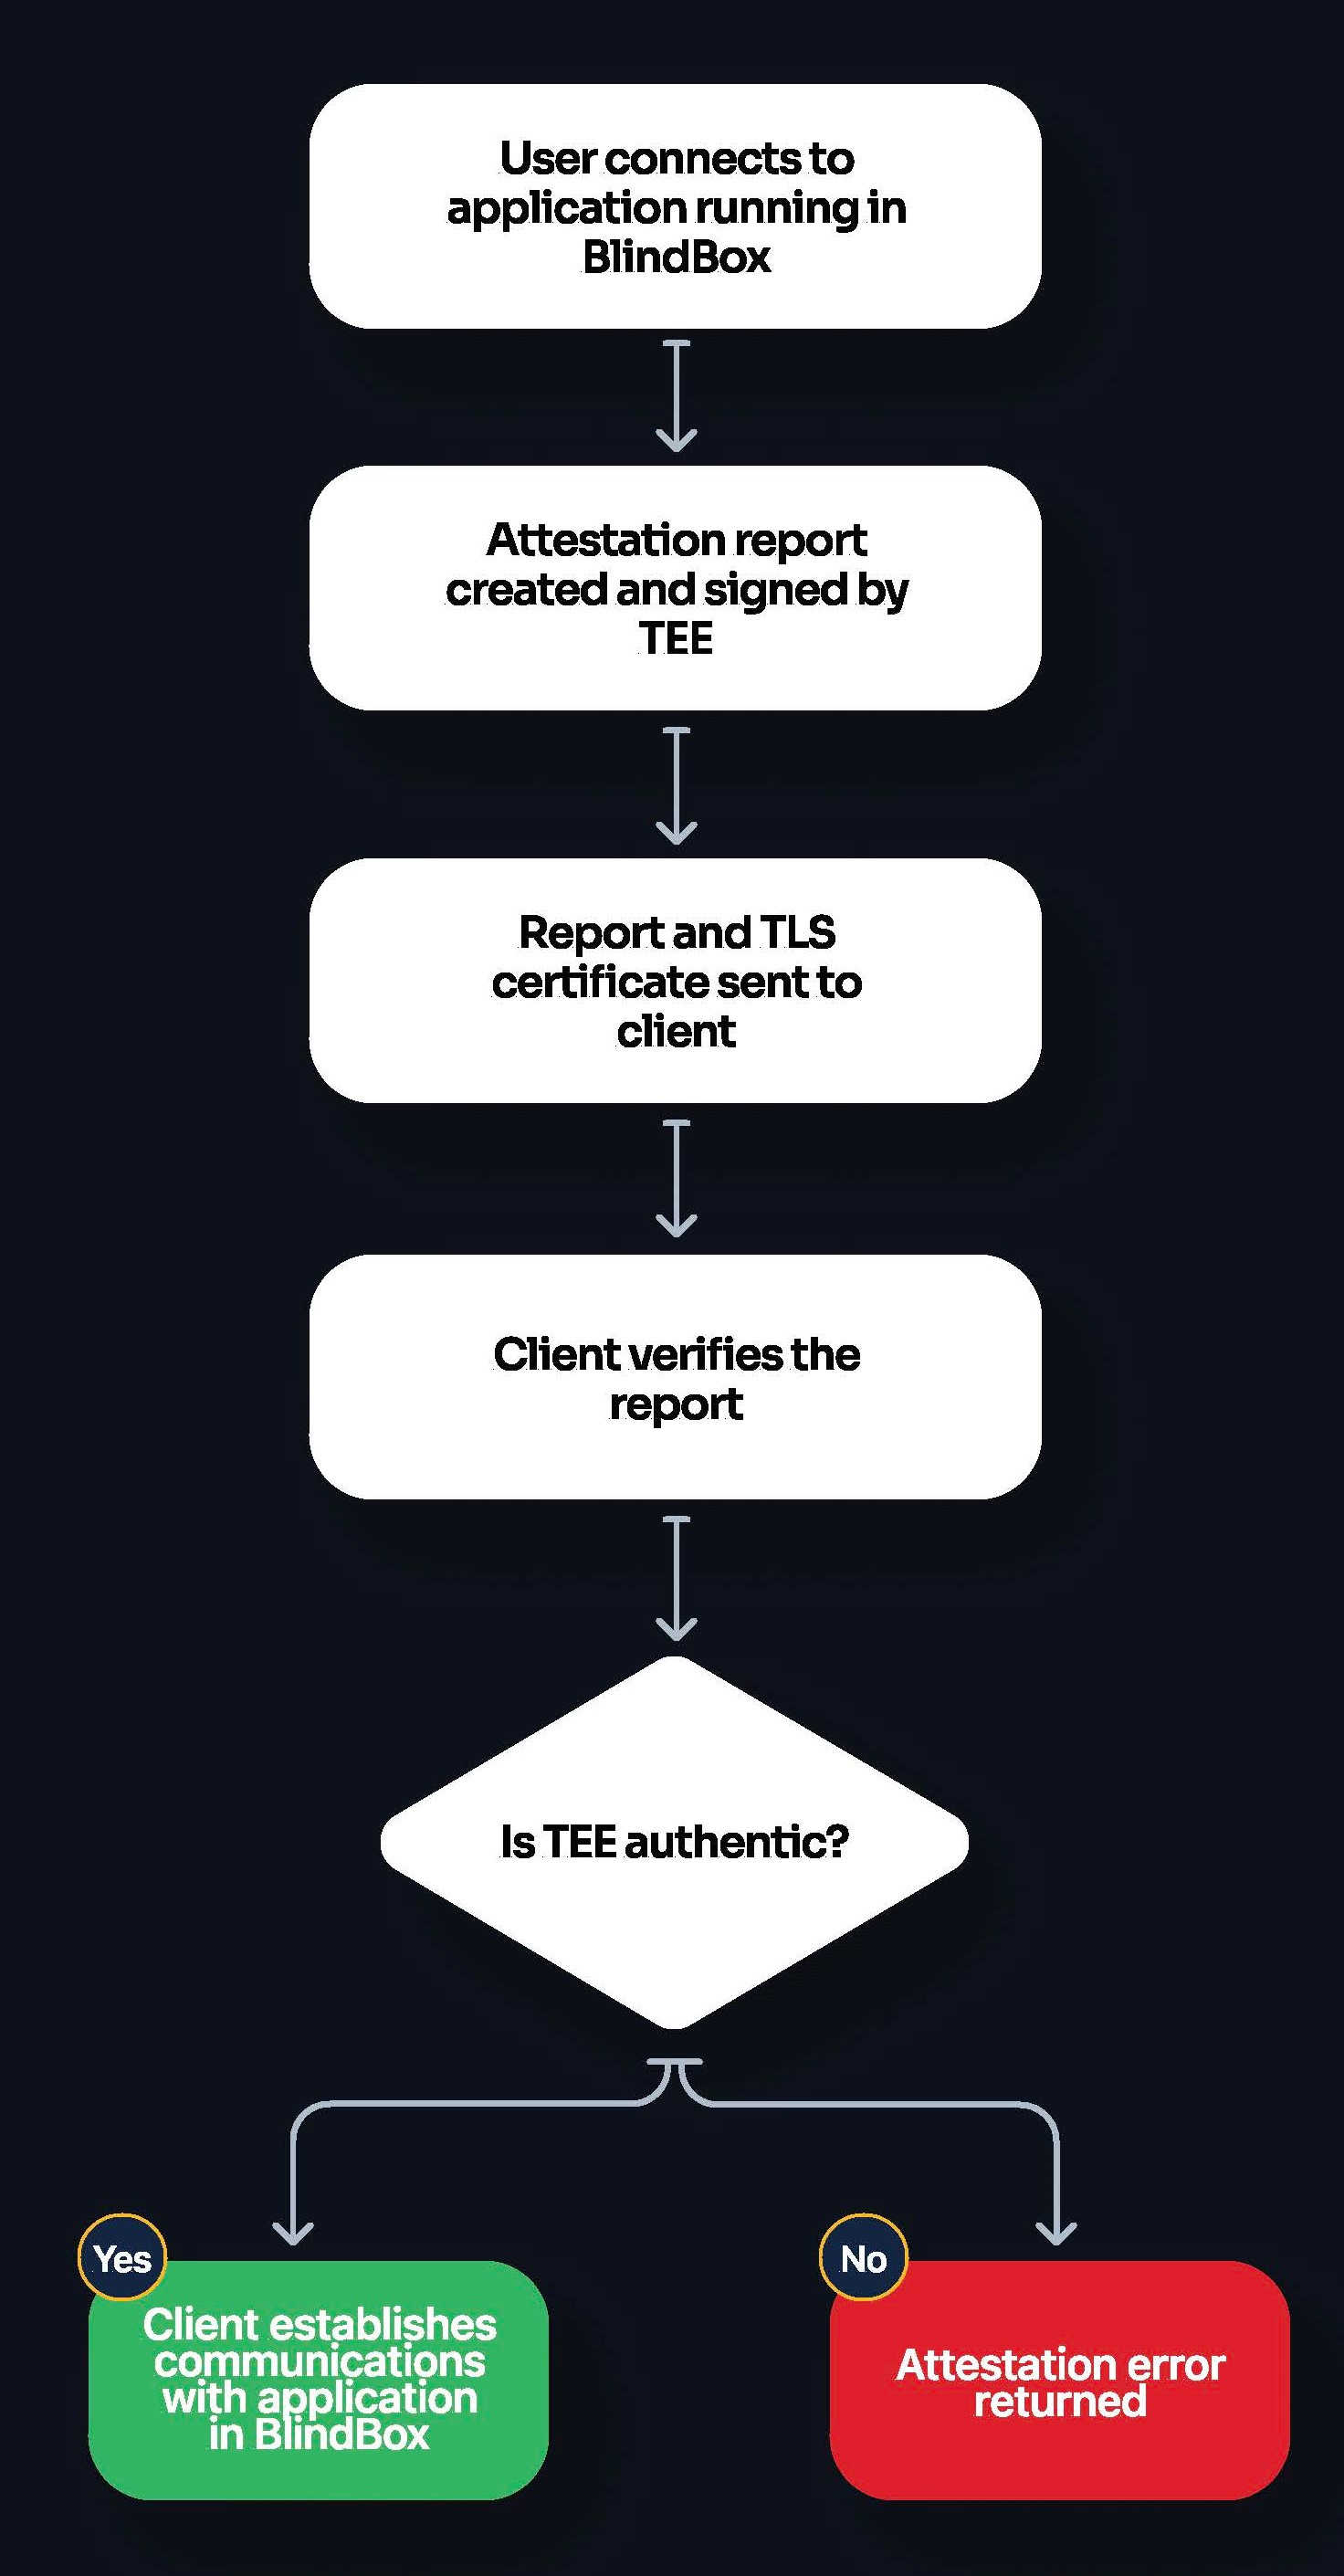 User connects to
application running in
BlindBox
Attestation report
created and signed by
TEE
Report and TLS
certificate sent to
client
Client verifies the
report
Is TEE authentic?
Yes
Client establishes
communications
with application
in BlindBox
No
Attestation error
returned